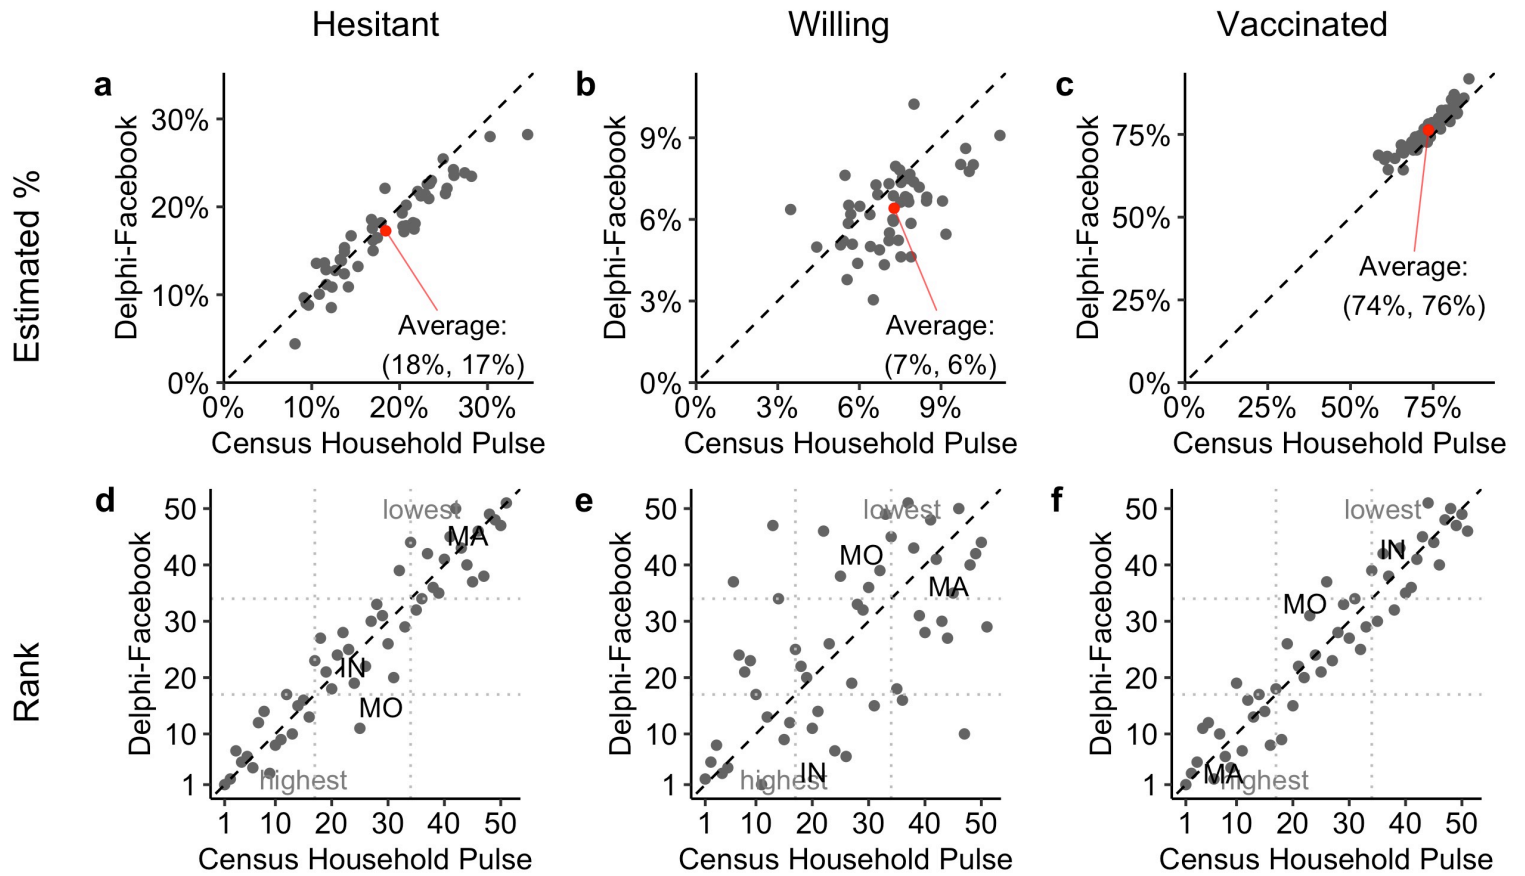 Hesitant
Willing
Vaccinated
Estimated %
a
Delphi-Facebook
30%
20%
10%
0%
Average:
(18%, 17%)
0% 10% 20% 30%
Census Household Pulse
b
Delphi-Facebook
9%
6%
3%
0%
Average:
(7%, 6%)
0% 3% 6% 9%
Census Household Pulse
c
Delphi-Facebook
75%
50%
25%
0%
Average:
(74%, 76%)
0% 25% 50% 75%
Census Household Pulse
Rank
d
Delphi-Facebook
50
40
30
20
10
1
lowest
MA
IN
MO
highest
1 10 20 30 40 50
Census Household Pulse
e
Delphi-Facebook
50
40
30
20
10
1
lowest
MO
MA
IN
highest
1 10 20 30 40 50
Census Household Pulse
f
Delphi-Facebook
50
40
30
20
10
1
lowest
IN
MO
MA
highest
1 10 20 30 40 50
Census Household Pulse